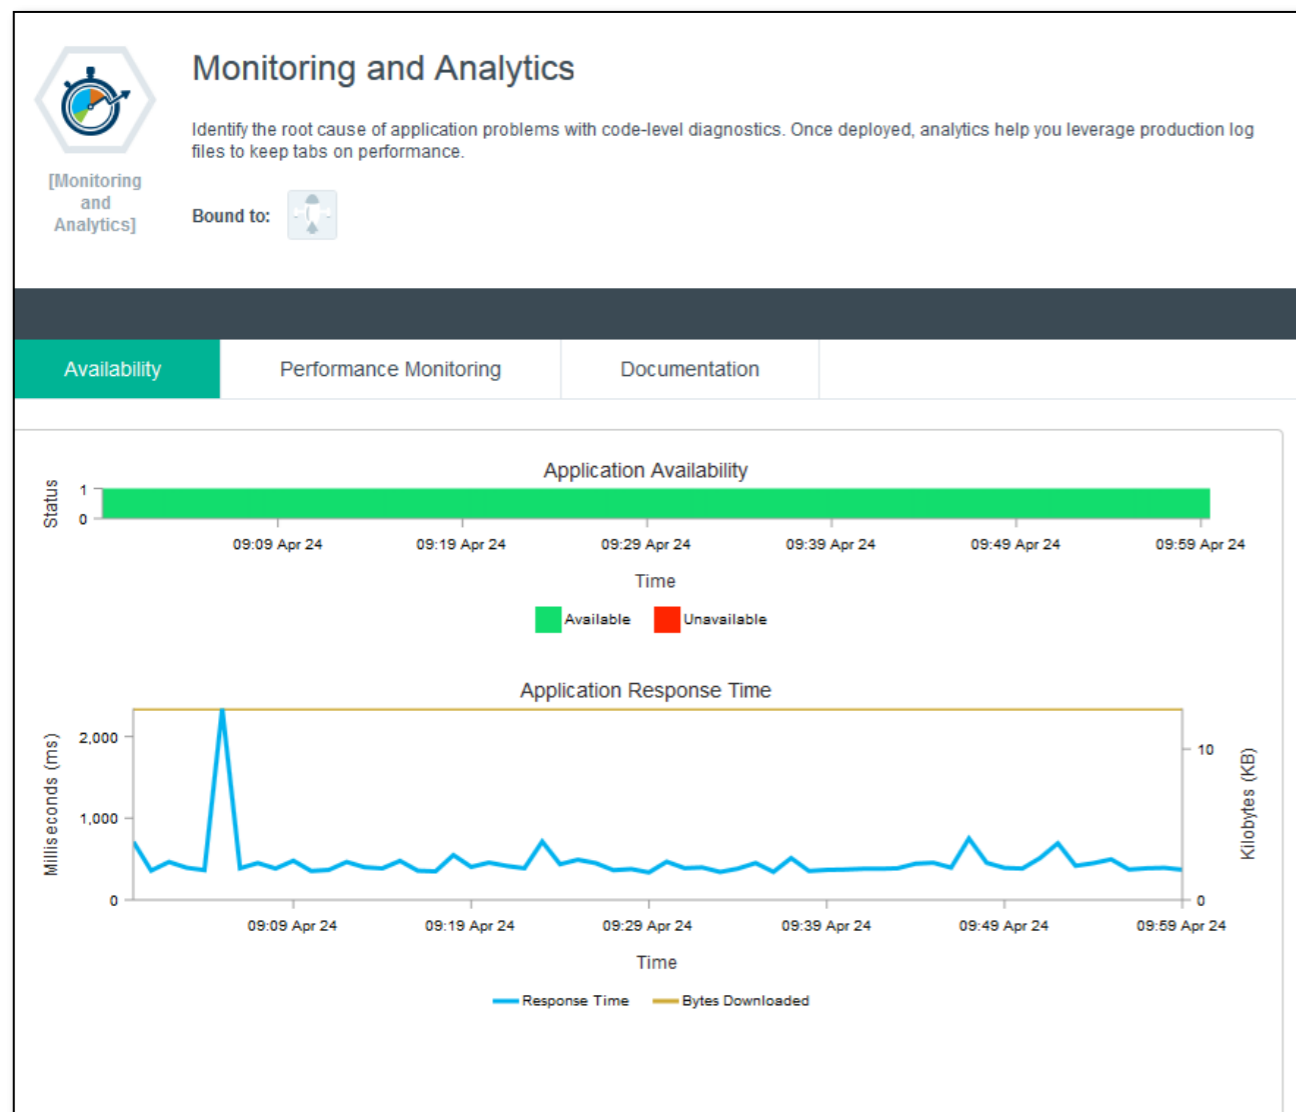 Monitoring and Analytics
Identify the root cause of application problems with code-level diagnostics. Once deployed, analytics help you leverage production log
files to keep tabs on performance.
[Monitoring
and
Analytics]
Bound to:
Availability
Performance Monitoring
Documentation
Application Availability
Status
1
0
09:09 Apr 24
09:19 Apr 24
09:29 Apr 24
09:39 Apr 24
09:49 Apr 24
09:59 Apr 24
Time
Available
Unavailable
Application Response Time
Milliseconds (ms)
2,000
1,000
0
10
0
Kilobytes (KB)
09:09 Apr 24
09:19 Apr 24
09:29 Apr 24
09:39 Apr 24
09:49 Apr 24
09:59 Apr 24
Time
Response Time
Bytes Downloaded